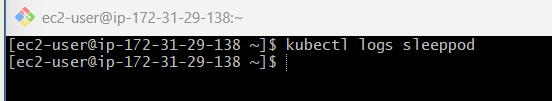 ec2-user@ip-172-31-29-138:~
[ec2-user@ip-172-31-29-138 ~]$ kubectl logs sleeppod
[ec2-user@ip-172-31-29-138 ~]$